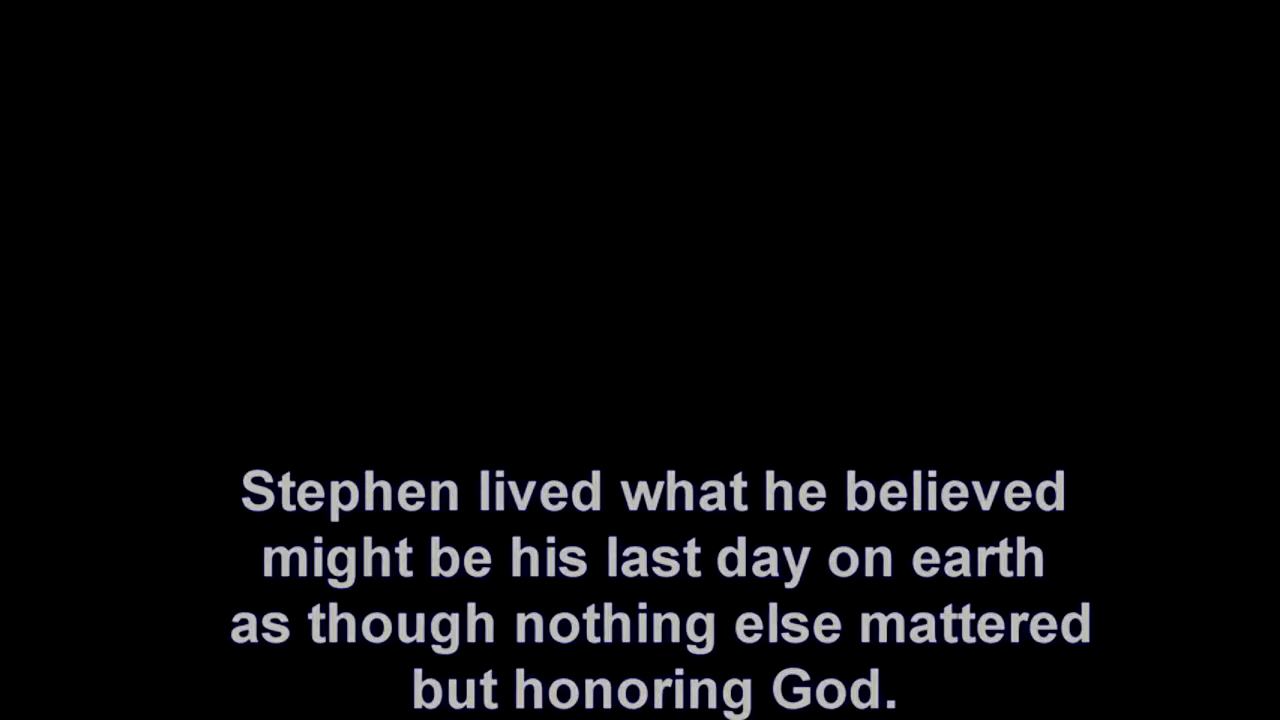 Stephen lived what he believed
might be his last day on earth
as though nothing else mattered
but honoring God.